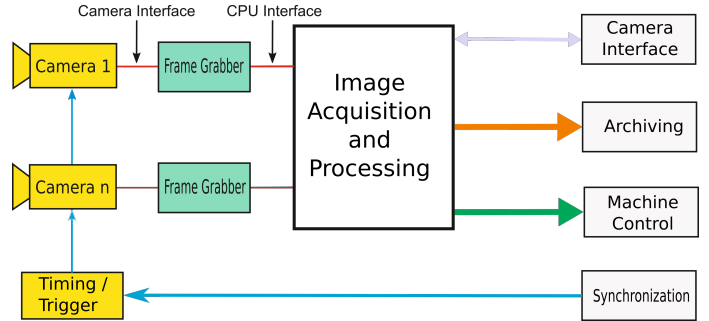 Camera Interface
CPU Interface
Camera 1
Frame Grabber
Camera n
Frame Grabber
Timing /
Trigger
Image
Acquisition
and
Processing
Camera
Interface
Archiving
Machine
Control
Synchronization